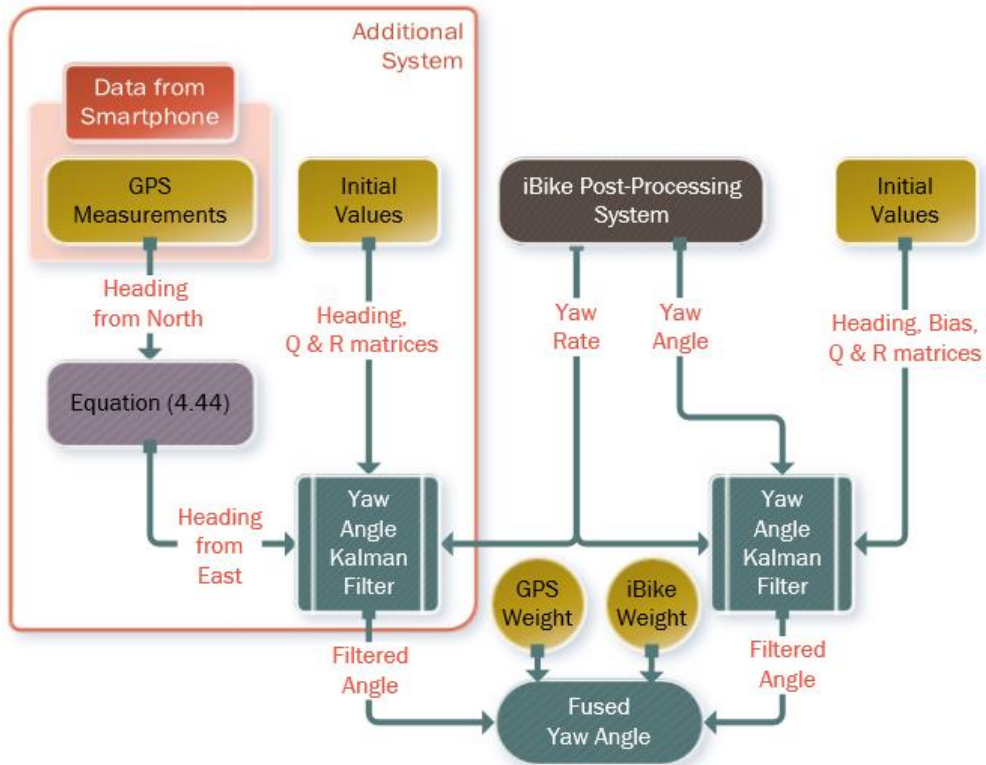 Additional
System
Data from
Smartphone
GPS
Measurements
Initial
Values
iBike Post-Processing
System
Initial
Values
Heading
from North
Heading,
Q & R matrices
Yaw
Rate
Yaw
Angle
Heading, Bias,
Q & R matrices
Equation (4.44)
Heading
from
East
Yaw
Angle
Kalman
Filter
Yaw
Angle
Kalman
Filter
GPS
Weight
iBike
Weight
Filtered
Angle
Filtered
Angle
Fused
Yaw Angle